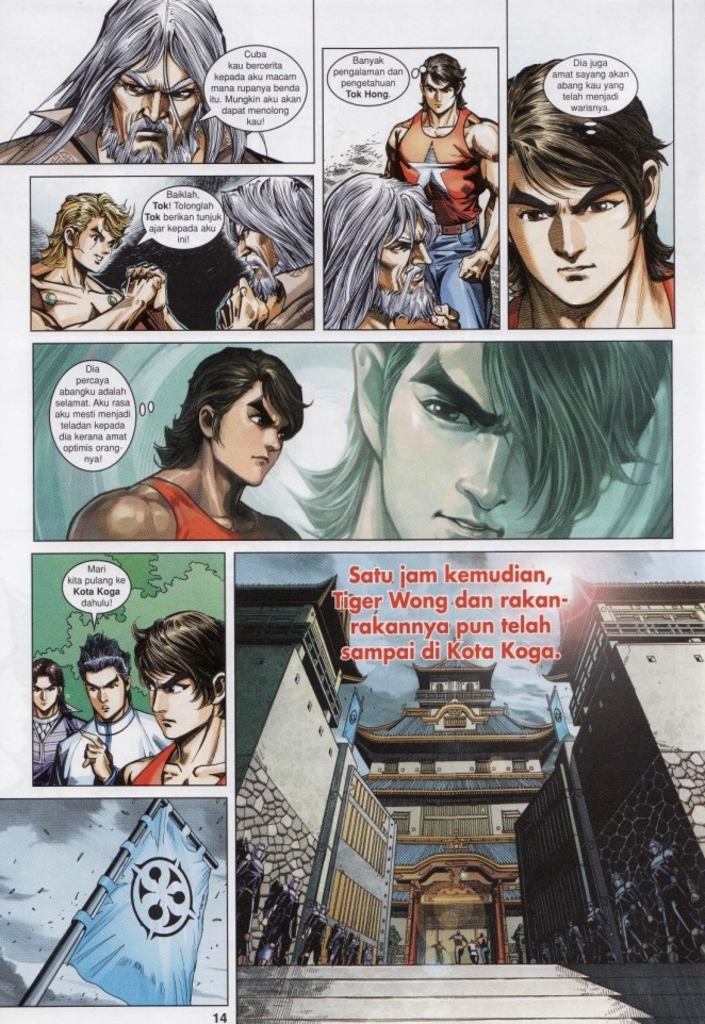 Cuba
kau bercerita
kepada aku macam
mana rupanya benda
itu. Mungkin aku akan
dapat menolong
kau!
Banyak
pengalaman dan
pengetahuan
Tok Hong.
Dia juga
amat sayang akan
abang kau yang
telah menjadi
warisnya.
Baiklah,
Tok! Tolonglah
Tok berikan tunjuk
ajar kepada aku
ini!
Dia
percaya
abangku adalah
selamat. Aku rasa
aku mesti menjadi
teladan kepada
dia kerana amat
optimis orang-
nya!
Mari
kita pulang ke
Kota Koga
dahulu!
Satu jam kemudian,
Tiger Wong dan rakan-
rakannya pun telah
sampai di Kota Koga.
14